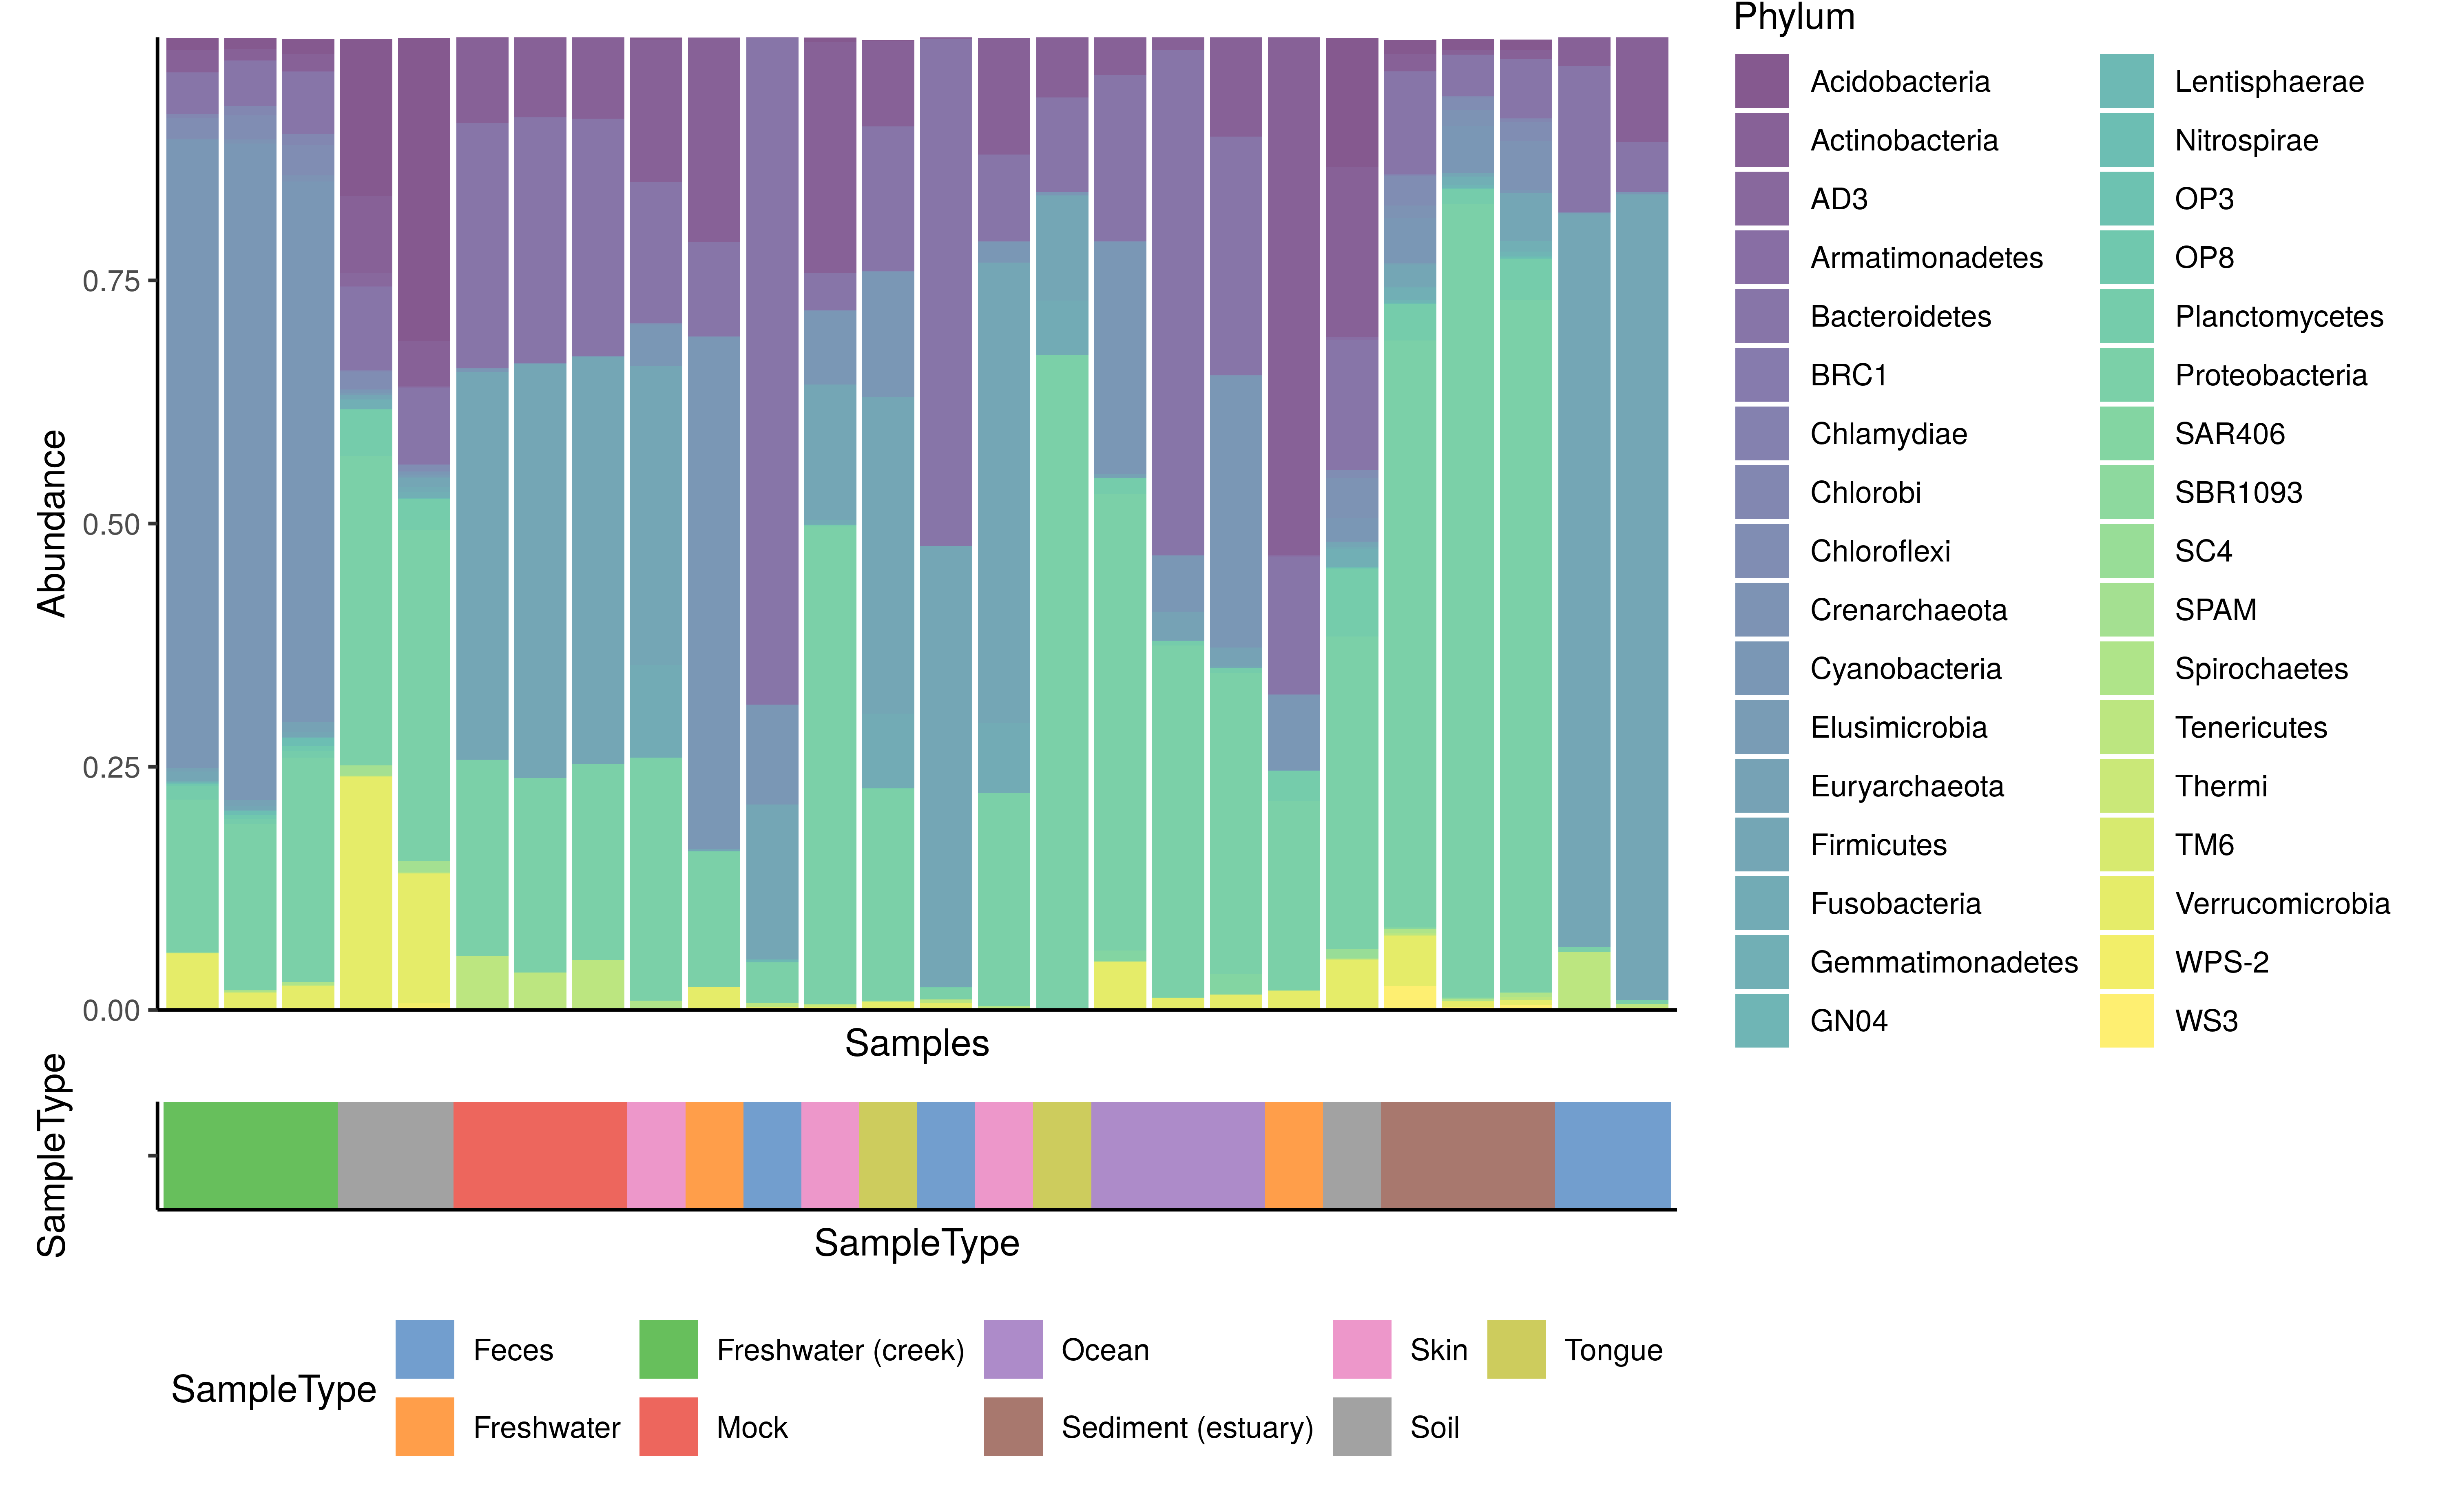 Phylum
Acidobacteria
Actinobacteria
AD3
Armatimonadetes
Bacteroidetes
BRC1
Chlamydiae
Chlorobi
Chloroflexi
Crenarchaeota
Cyanobacteria
Elusimicrobia
Euryarchaeota
Firmicutes
Fusobacteria
Gemmatimonadetes
GN04
Lentisphaerae
Nitrospirae
OP3
OP8
Planctomycetes
Proteobacteria
SAR406
SBR1093
SC4
SPAM
Spirochaetes
Tenericutes
Thermi
TM6
Verrucomicrobia
WPS-2
WS3
Abundance
0.75
0.50
0.25
0.00
Samples
SampleType
SampleType
SampleType
Feces
Freshwater (creek)
Ocean
Skin
Tongue
Freshwater
Mock
Sediment (estuary)
Soil